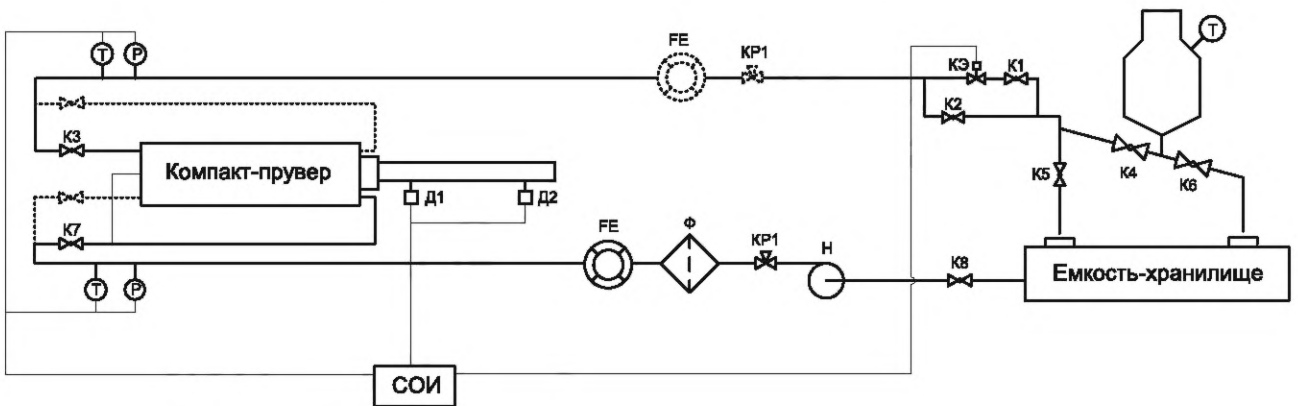 T
P
FE
КР1
КЭ
К1
T
К2
К3
Компакт-прувер
Д1
Д2
К5
К4
К6
К7
FE
Ф
КР1
Н
К8
Емкость-хранилище
T
P
СОИ